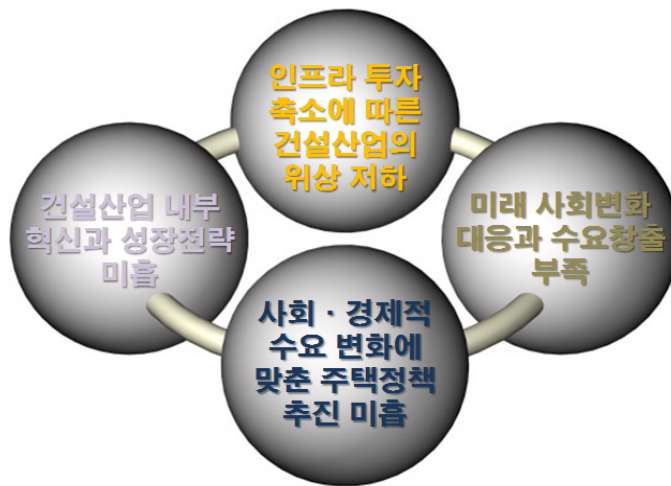 인프라 투자
축소에 따른
건설산업의
위상 저하
건설산업 내부
혁신과 성장전략
미흡
미래 사회변화
대응과 수요창출
부족
사회 · 경제적
수요 변화에
맞춘 주택정책
추진 미흡